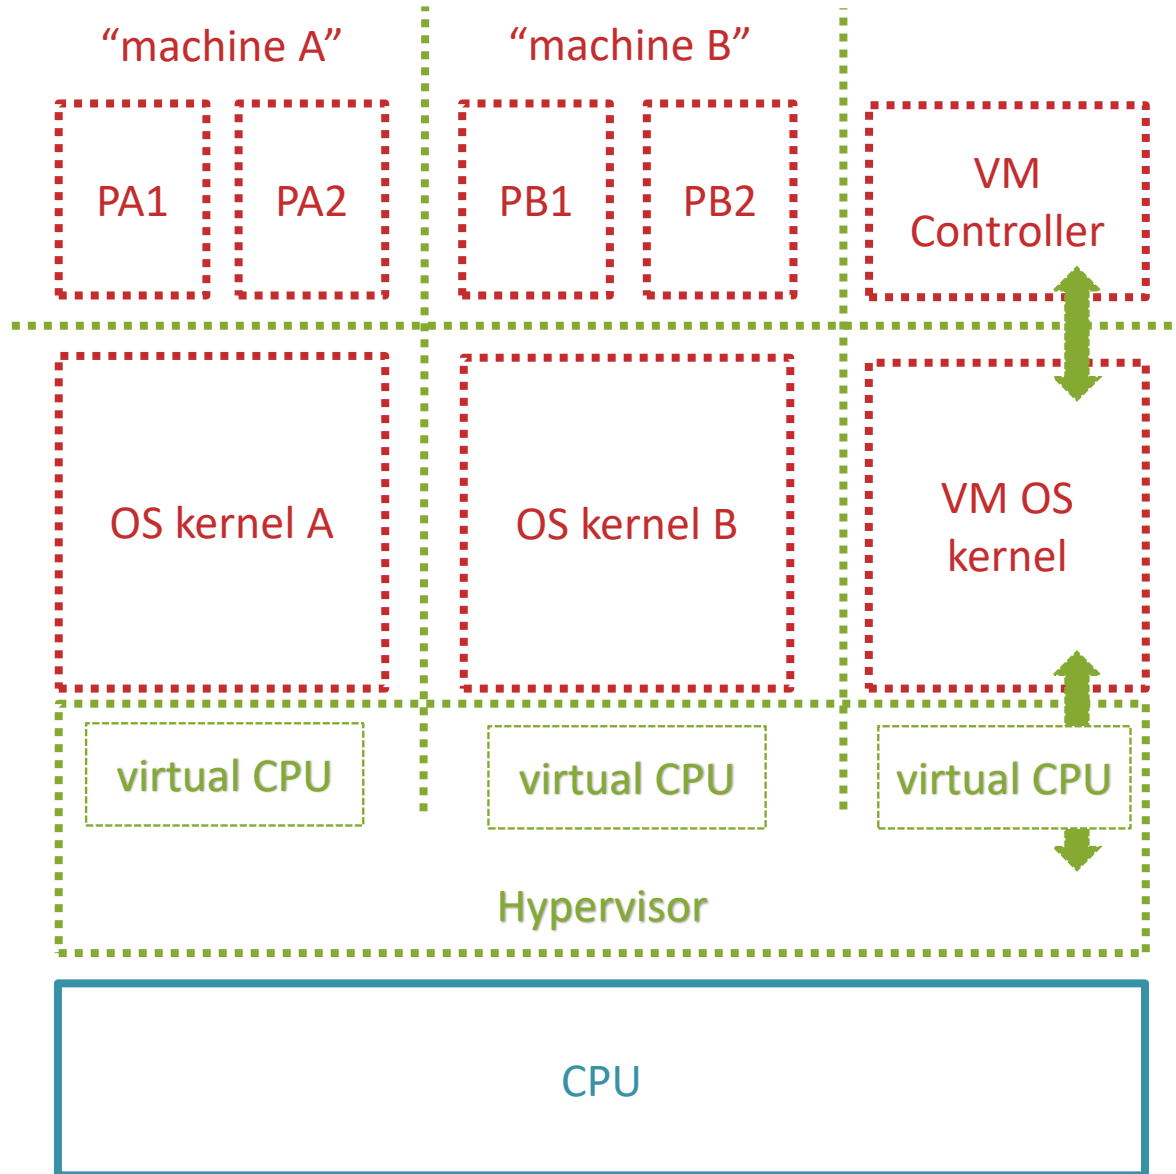 “machine A”
“machine B”
PA1
PA2
PB1
PB2
VM
Controller
OS kernel A
OS kernel B
VM OS
kernel
virtual CPU
virtual CPU
virtual CPU
Hypervisor
CPU